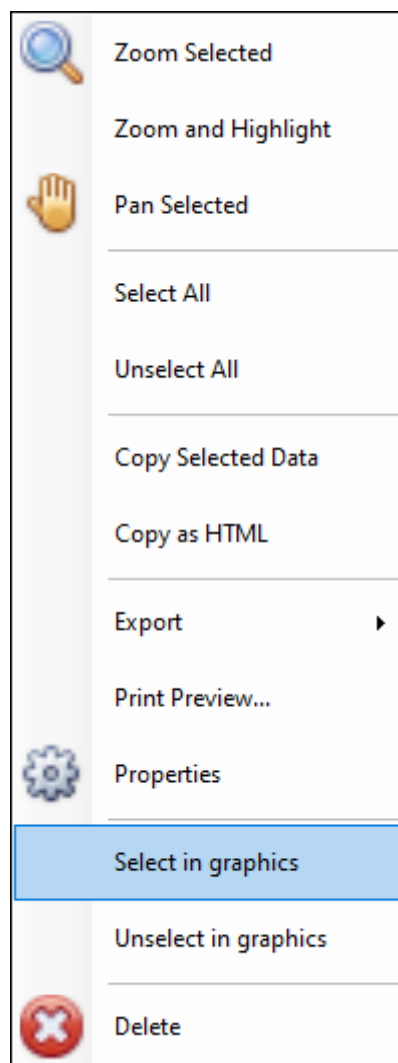 Zoom Selected
Zoom and Highlight
Pan Selected
Select All
Unselect All
Copy Selected Data
Copy as HTML
Export
Print Preview...
Properties
Select in graphics
Unselect in graphics
Delete